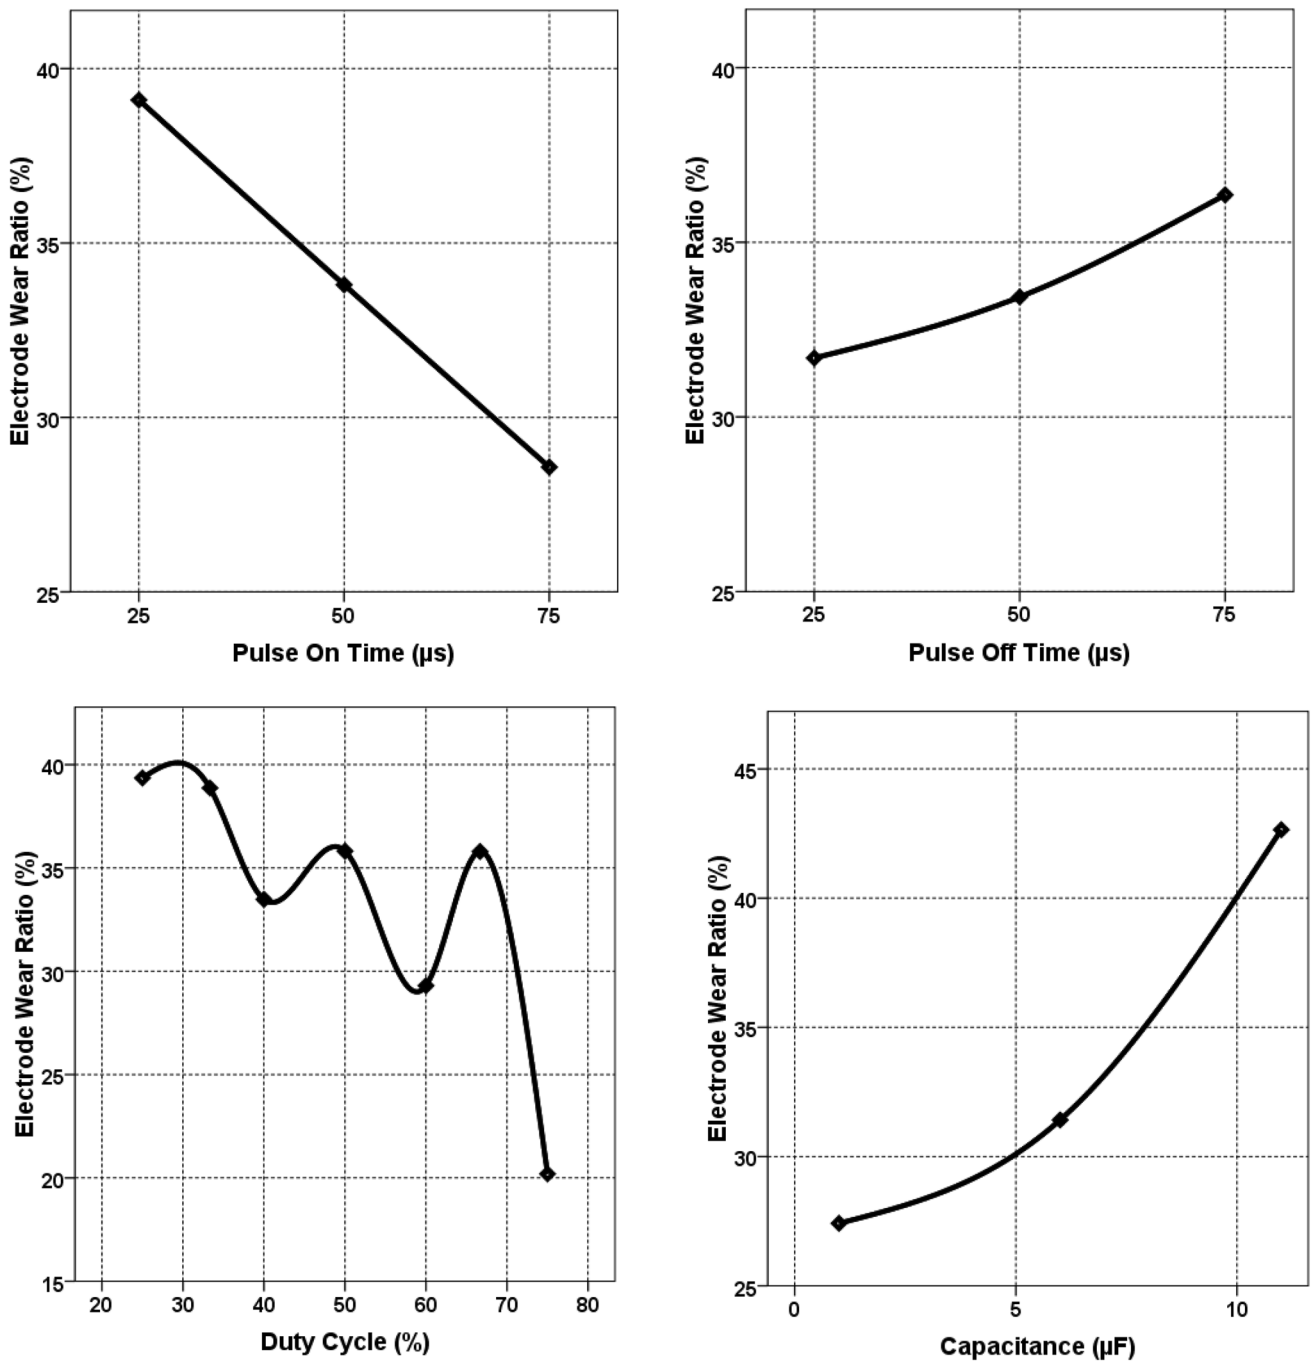 40
35
30
25
Electrode Wear Ratio (%)
25 50 75
Pulse On Time (µs)
40
35
30
25
Electrode Wear Ratio (%)
25 50 75
Pulse Off Time (µs)
40
35
30
25
20
15
Electrode Wear Ratio (%)
20 30 40 50 60 70 80
Duty Cycle (%)
45
40
35
30
25
Electrode Wear Ratio (%)
0 5 10
Capacitance (µF)